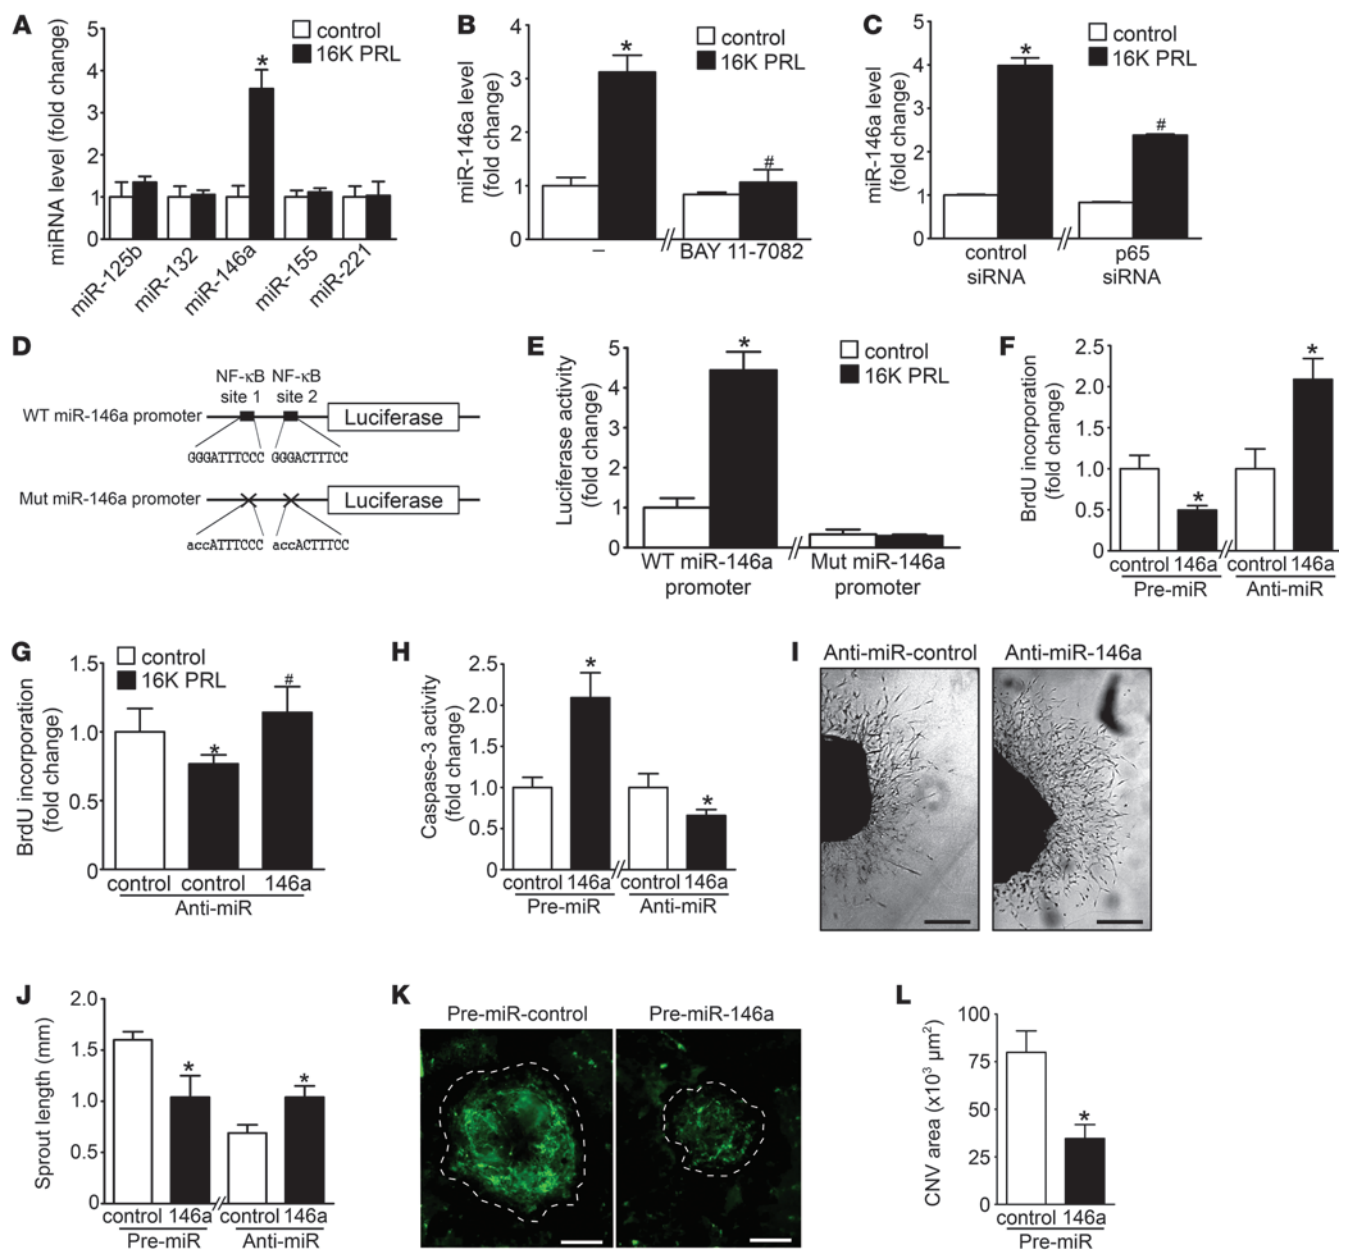 A
miRNA level (fold change)
5
4
3
2
1
0
control
16K PRL
*
miR-125b
miR-132
miR-146a
miR-155
miR-221
B
miR-146a level
(fold change)
4
3
2
1
0
control
16K PRL
*
#
–
BAY 11-7082
C
miR-146a level
(fold change)
5
4
3
2
1
0
control
16K PRL
*
#
control
siRNA
p65
siRNA
D
NF-κB
site 1
NF-κB
site 2
WT miR-146a promoter
Luciferase
GGGATTTCCC GGGACTTTCC
Mut miR-146a promoter
Luciferase
accATTTCCC accACTTTCC
E
Luciferase activity
(fold change)
5
4
3
2
1
0
control
16K PRL
*
WT miR-146a
promoter
Mut miR-146a
promoter
F
BrdU incorporation
(fold change)
2.5
2.0
1.5
1.0
0.5
0
*
*
control 146a control 146a
Pre-miR Anti-miR
G
BrdU incorporation
(fold change)
1.5
1.0
0.5
0
control
16K PRL
*
#
control control 146a
Anti-miR
H
Caspase-3 activity
(fold change)
2.5
2.0
1.5
1.0
0.5
0
*
*
control 146a control 146a
Pre-miR Anti-miR
I
Anti-miR-control
Anti-miR-146a
J
Sprout length (mm)
2.0
1.5
1.0
0.5
0
*
*
control 146a control 146a
Pre-miR Anti-miR
K
Pre-miR-control
Pre-miR-146a
L
CNV area (x10³ µm²)
100
75
50
25
0
*
control 146a
Pre-miR